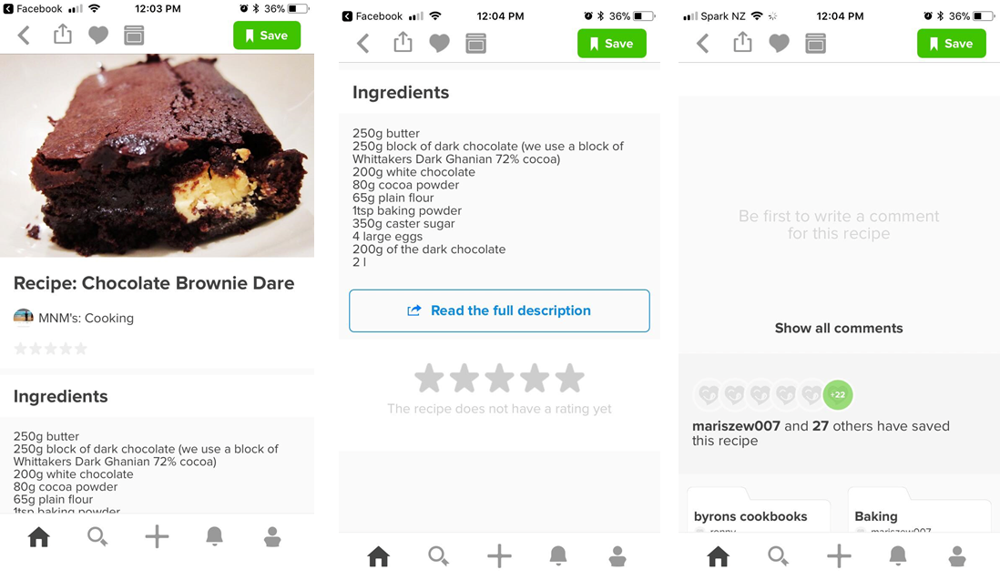 Facebook
12:03 PM
36%
Save
Recipe: Chocolate Brownie Dare
MNM's: Cooking
Ingredients
250g butter
250g block of dark chocolate (we use a block of
Whittakers Dark Ghanian 72% cocoa)
200g white chocolate
80g cocoa powder
65g plain flour
1tsp baking powder
Facebook
12:04 PM
36%
Save
Ingredients
250g butter
250g block of dark chocolate (we use a block of
Whittakers Dark Ghanian 72% cocoa)
200g white chocolate
80g cocoa powder
65g plain flour
1tsp baking powder
350g caster sugar
4 large eggs
200g of the dark chocolate
2 l
Read the full description
The recipe does not have a rating yet
Spark NZ
12:04 PM
36%
Save
Be first to write a comment
for this recipe
Show all comments
+22
mariszew007 and 27 others have saved
this recipe
byrons cookbooks
Baking
mariszew007